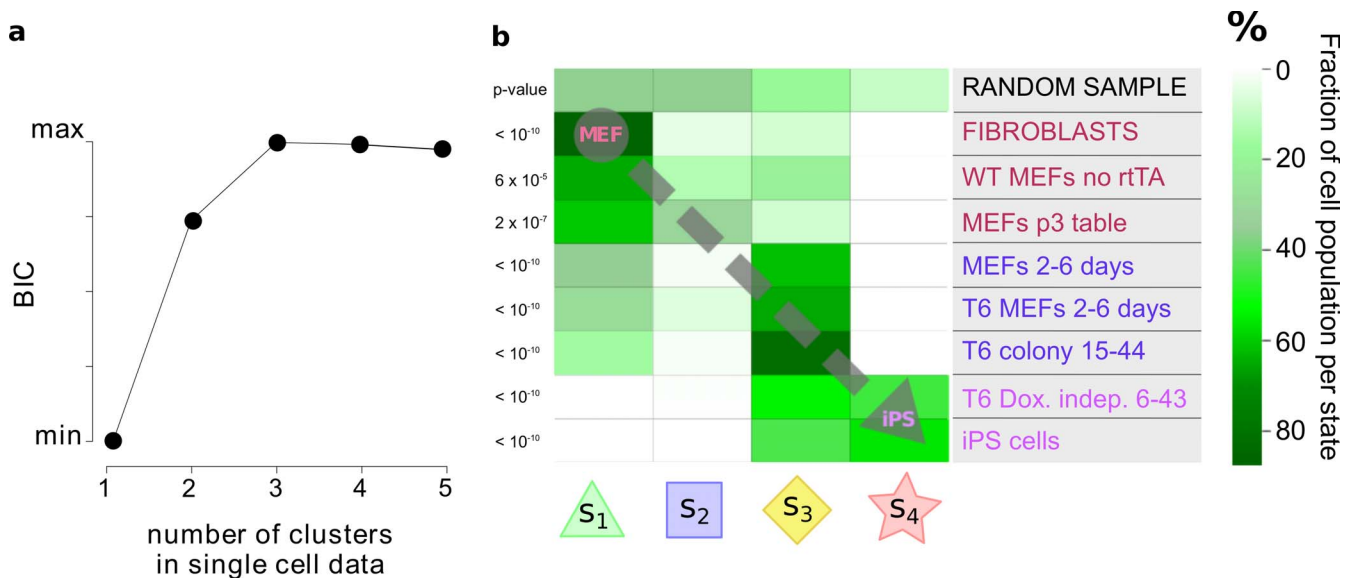 a
max
min
BIC
1 2 3 4 5
number of clusters
in single cell data
b
p-value RANDOM SAMPLE
< 10-10 MEF FIBROBLASTS
6 x 10-5 WT MEFs no rtTA
2 x 10-7 MEFs p3 table
< 10-10 MEFs 2-6 days
< 10-10 T6 MEFs 2-6 days
< 10-10 T6 colony 15-44
< 10-10 T6 Dox. indep. 6-43
< 10-10 iPS iPS cells
S1 S2 S3 S4
%
0
20
40
60
80
Fraction of cell population per state